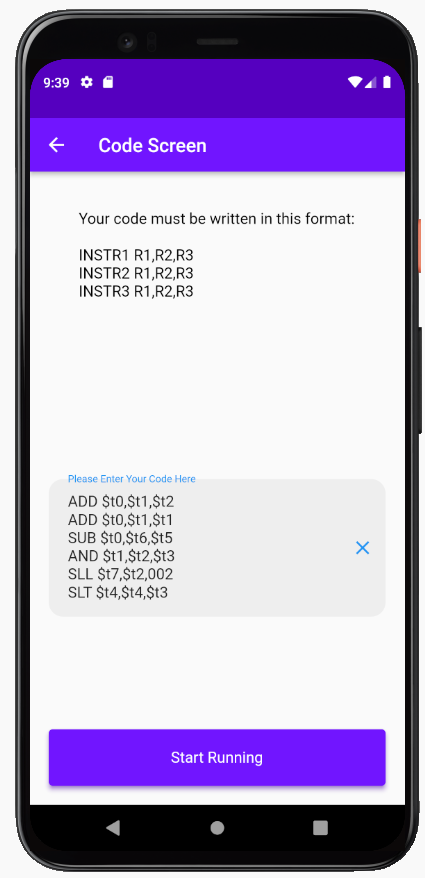 9:39
Code Screen
Your code must be written in this format:
INSTR1 R1,R2,R3
INSTR2 R1,R2,R3
INSTR3 R1,R2,R3
Please Enter Your Code Here
ADD $t0,$t1,$t2
ADD $t0,$t1,$t1
SUB $t0,$t6,$t5
AND $t1,$t2,$t3
SLL $t7,$t2,002
SLT $t4,$t4,$t3
Start Running